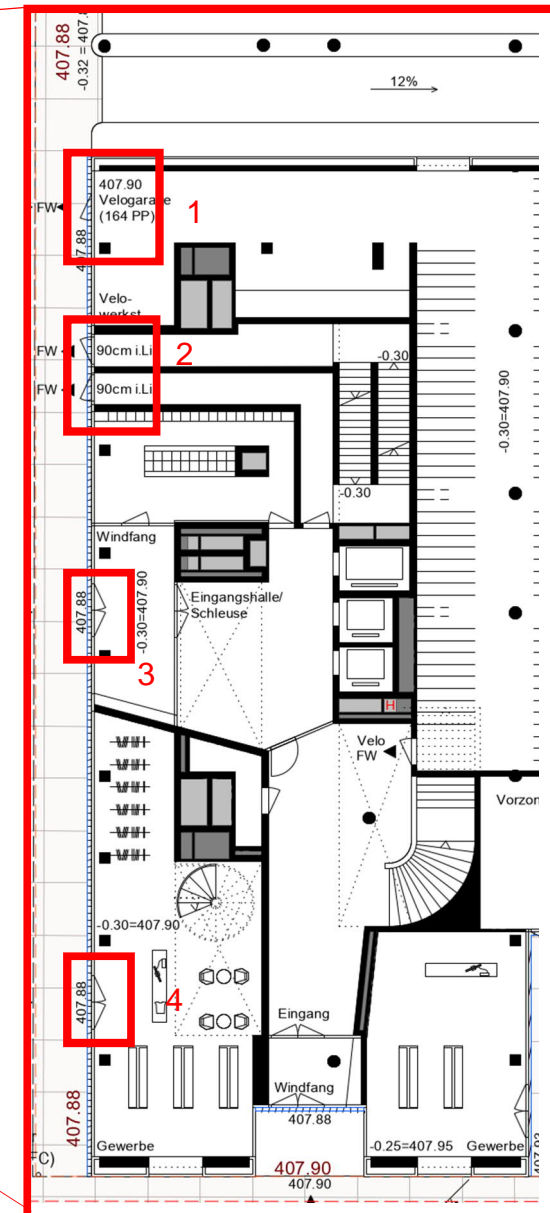 407.88
-0.32 = 407.
12%
407.90
Velogarage
(164 PP)
1
FW
407.88
Velo-
werkst.
2
FW
90cm i.Li
FW
90cm i.Li
-0.30
-0.30=407.90
-0.30
Windfang
407.88
-0.30=407.90
Eingangshalle/
Schleuse
3
H
Velo
FW
Vorzon
-0.30=407.90
407.88
4
Eingang
Windfang
407.88
407.88
Gewerbe
-0.25=407.95
Gewerbe
FC)
407.90
407.90